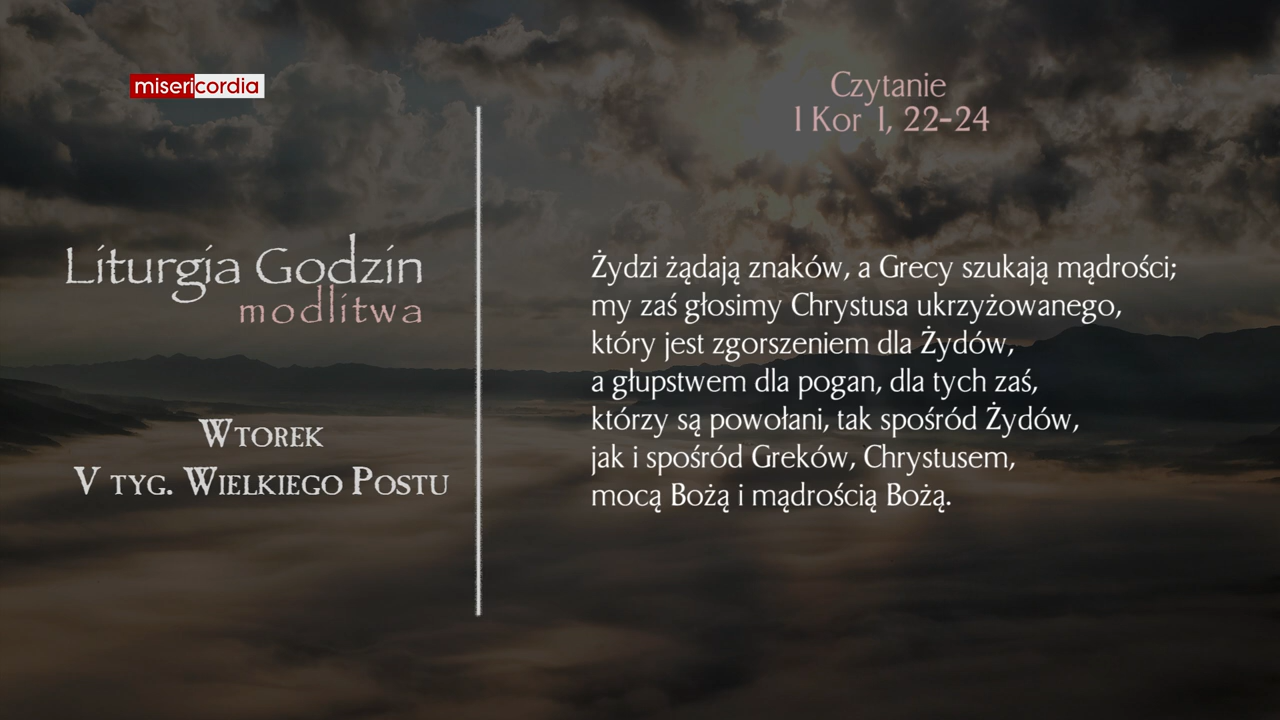 misericordia
Liturgia Godzin
modlitwa
Wtorek
V tyg. Wielkiego Postu
Czytanie
1 Kor 1, 22-24
Żydzi żądają znaków, a Grecy szukają mądrości;
my zaś głosimy Chrystusa ukrzyżowanego,
który jest zgorszeniem dla Żydów,
a głupstwem dla pogan, dla tych zaś,
którzy są powołani, tak spośród Żydów,
jak i spośród Greków, Chrystusem,
mocą Bożą i mądrością Bożą.